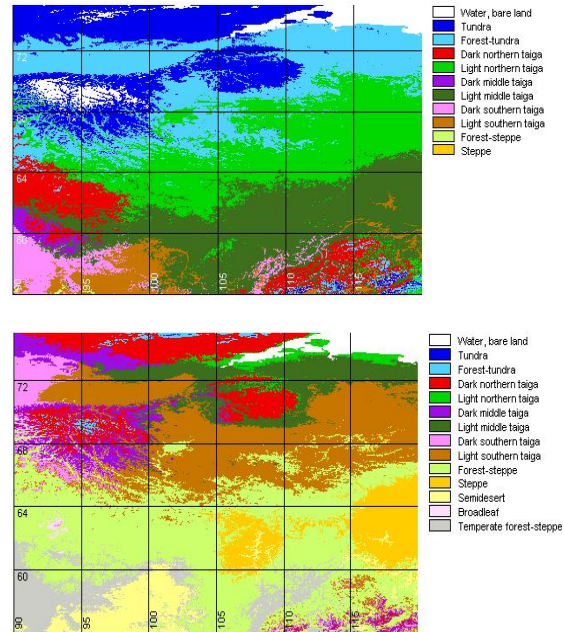 Water, bare land
Tundra
Forest-tundra
Dark northern taiga
Light northern taiga
Dark middle taiga
Light middle taiga
Dark southern taiga
Light southern taiga
Forest-steppe
Steppe
72
64
60
90 95 100 105 110 115
Water, bare land
Tundra
Forest-tundra
Dark northern taiga
Light northern taiga
Dark middle taiga
Light middle taiga
Dark southern taiga
Light southern taiga
Forest-steppe
Steppe
Semidesert
Broadleaf
Temperate forest-steppe
72
68
64
60
90 95 100 105 110 115